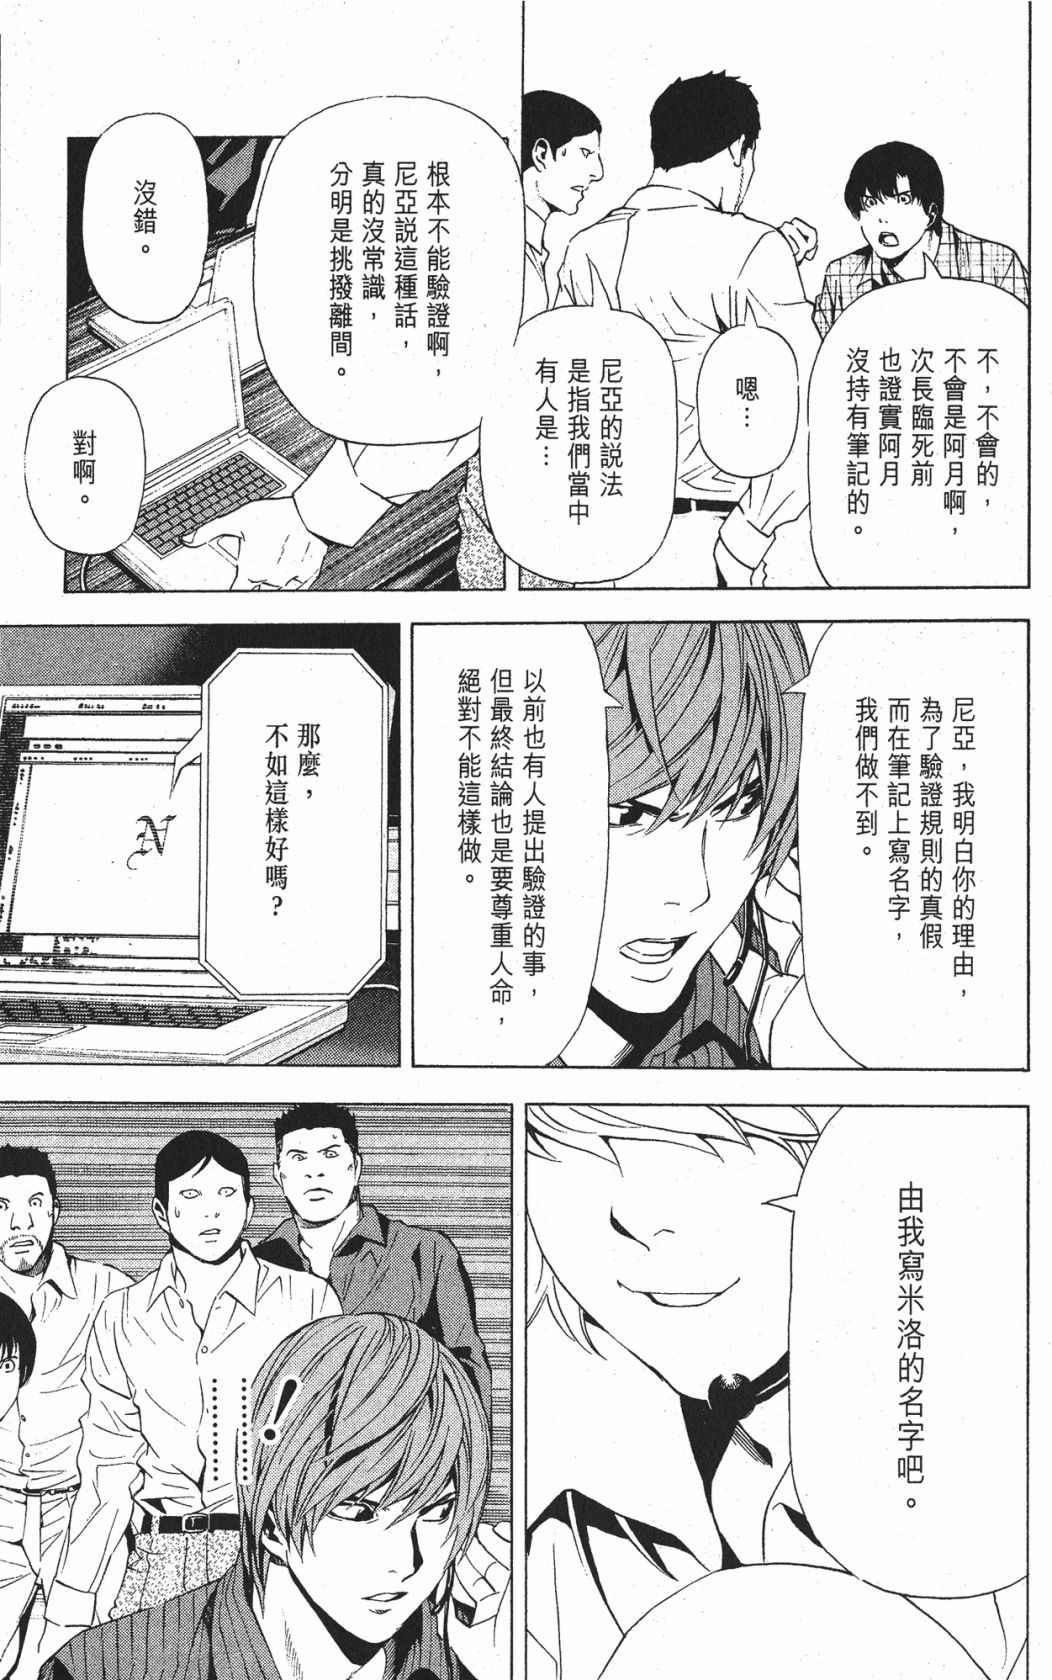 不，不會的，
不會是阿月啊，
次長臨死前
也證實阿月
沒持有筆記的。
嗯…
尼亞的說法
是指我們當中
有人是…
根本不能驗證啊，
尼亞說這種話，
真的沒常識，
分明是挑撥離間。
沒錯。
對啊。
尼亞，我明白你的理由，
為了驗證規則的真假
而在筆記上寫名字，
我們做不到。
以前也有人提出驗證的事，
但最終結論也是要尊重人命，
絕對不能這樣做。
N
那麼，
不如這樣好嗎？
由我寫米洛的名字吧。
！
……
……